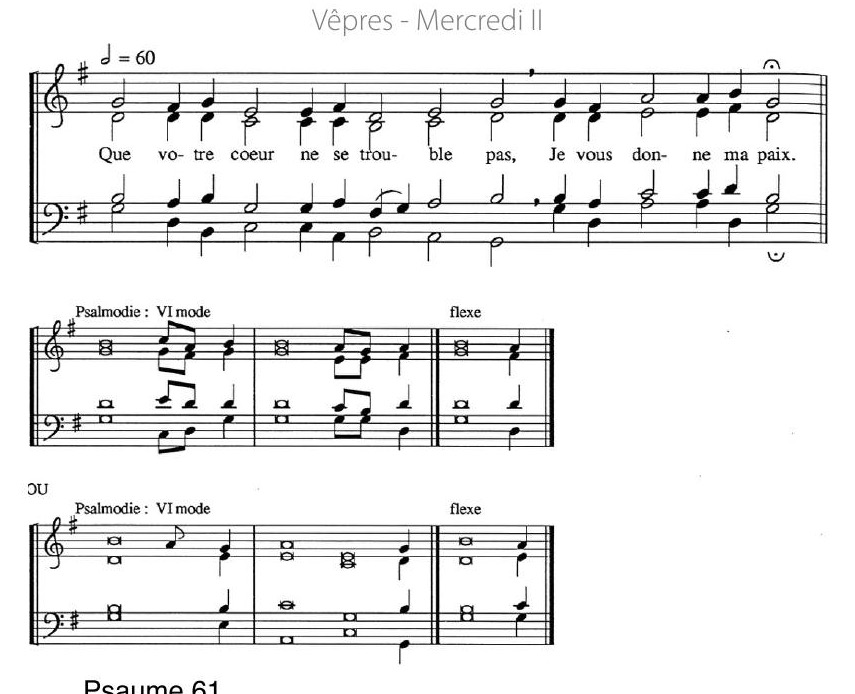 Vêpres - Mercredi II
= 60
Que vo- tre coeur ne se trou- ble pas, Je vous don- ne ma paix.
Psalmodie : VI mode flexe
OU
Psalmodie : VI mode flexe
Psaume 61